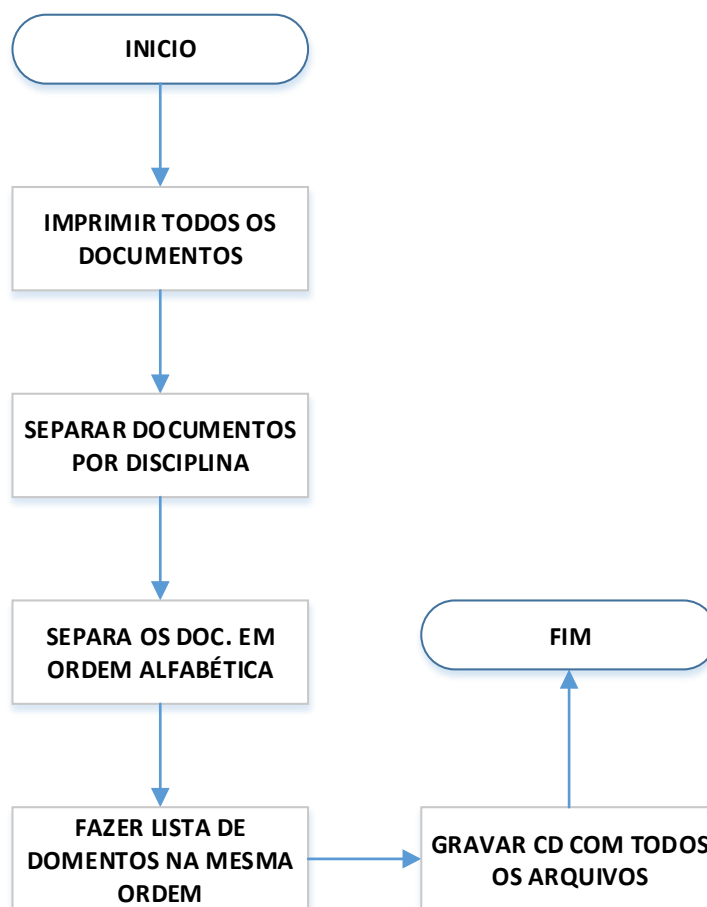 INICIO
IMPRIMIR TODOS OS
DOCUMENTOS
SEPARAR DOCUMENTOS
POR DISCIPLINA
SEPARA OS DOC. EM
ORDEM ALFABÉTICA
FAZER LISTA DE
DOMENTOS NA MESMA
ORDEM
GRAVAR CD COM TODOS
OS ARQUIVOS
FIM